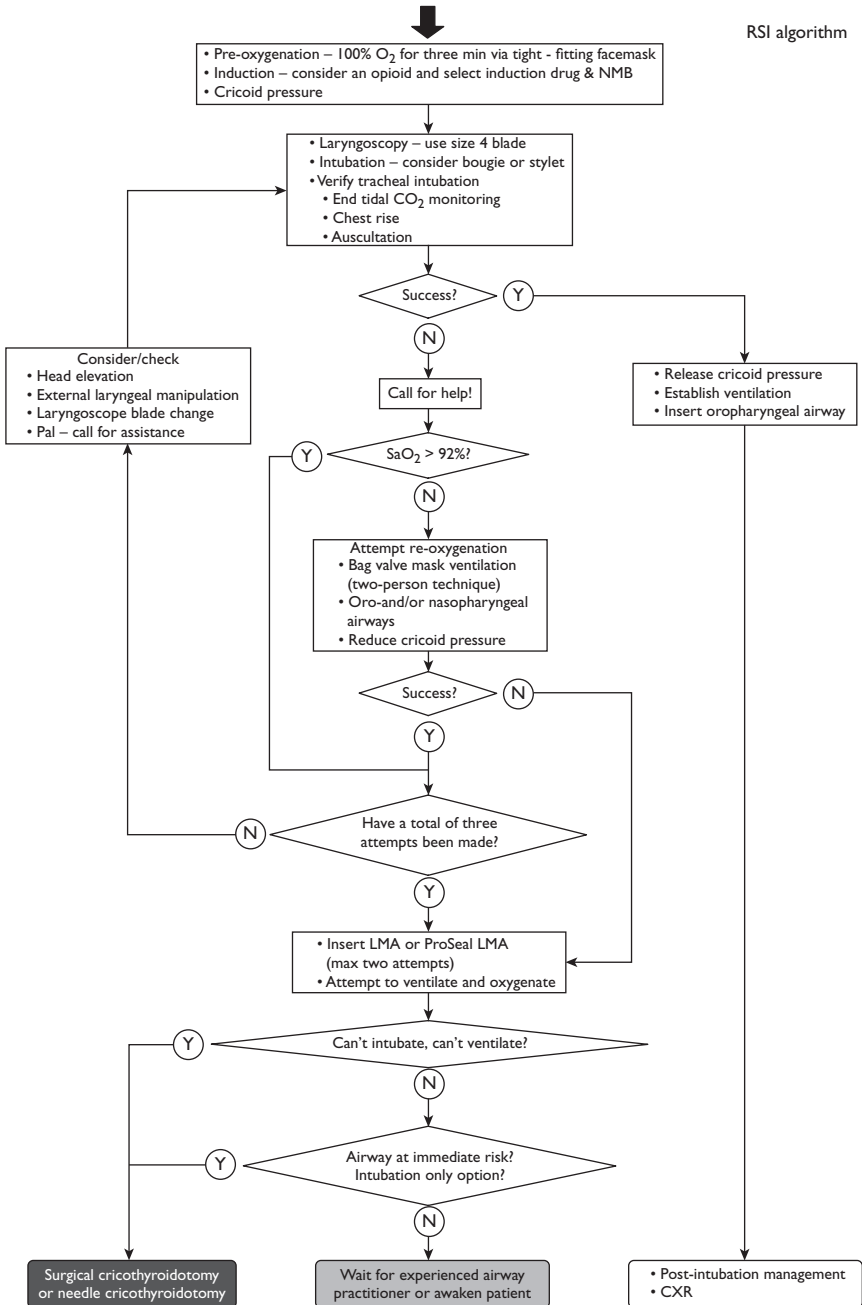 RSI algorithm
• Pre-oxygenation – 100% O₂ for three min via tight - fitting facemask
• Induction – consider an opioid and select induction drug & NMB
• Cricoid pressure
• Laryngoscopy – use size 4 blade
• Intubation – consider bougie or stylet
• Verify tracheal intubation
• End tidal CO₂ monitoring
• Chest rise
• Auscultation
Success?
Y
N
Consider/check
• Head elevation
• External laryngeal manipulation
• Laryngoscope blade change
• Pal – call for assistance
Call for help!
• Release cricoid pressure
• Establish ventilation
• Insert oropharyngeal airway
Y
SaO₂ > 92%?
N
Attempt re-oxygenation
• Bag valve mask ventilation
(two-person technique)
• Oro-and/or nasopharyngeal
airways
• Reduce cricoid pressure
Success?
N
Y
N
Have a total of three
attempts been made?
Y
• Insert LMA or ProSeal LMA
(max two attempts)
• Attempt to ventilate and oxygenate
Y
Can't intubate, can't ventilate?
N
Y
Airway at immediate risk?
Intubation only option?
N
Surgical cricothyroidotomy
or needle cricothyroidotomy
Wait for experienced airway
practitioner or awaken patient
• Post-intubation management
• CXR